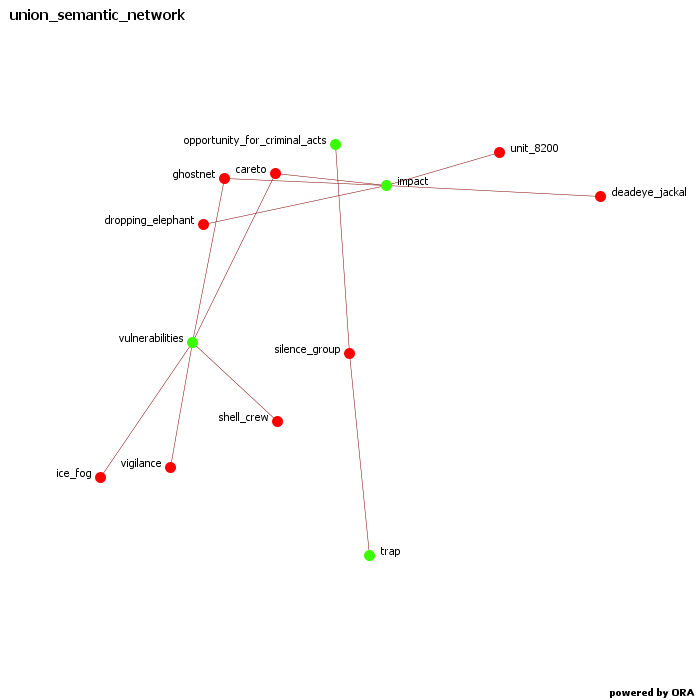 union_semantic_network
opportunity_for_criminal_acts
unit_8200
careto
ghostnet
impact
deadeye_jackal
dropping_elephant
vulnerabilities
silence_group
shell_crew
vigilance
ice_fog
trap
powered by ORA